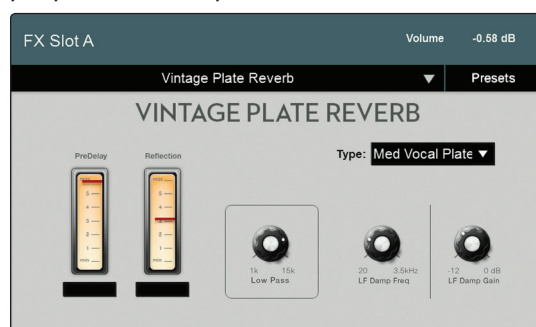 FX Slot A
Volume -0.58 dB
Vintage Plate Reverb ▼ Presets
VINTAGE PLATE REVERB
Type: Med Vocal Plate ▼
PreDelay Reflection
5 5
4 4
3
2 2
1 1
min min
1k 15k
Low Pass
20 3.5kHz
LF Damp Freq
-12 0 dB
LF Damp Gain